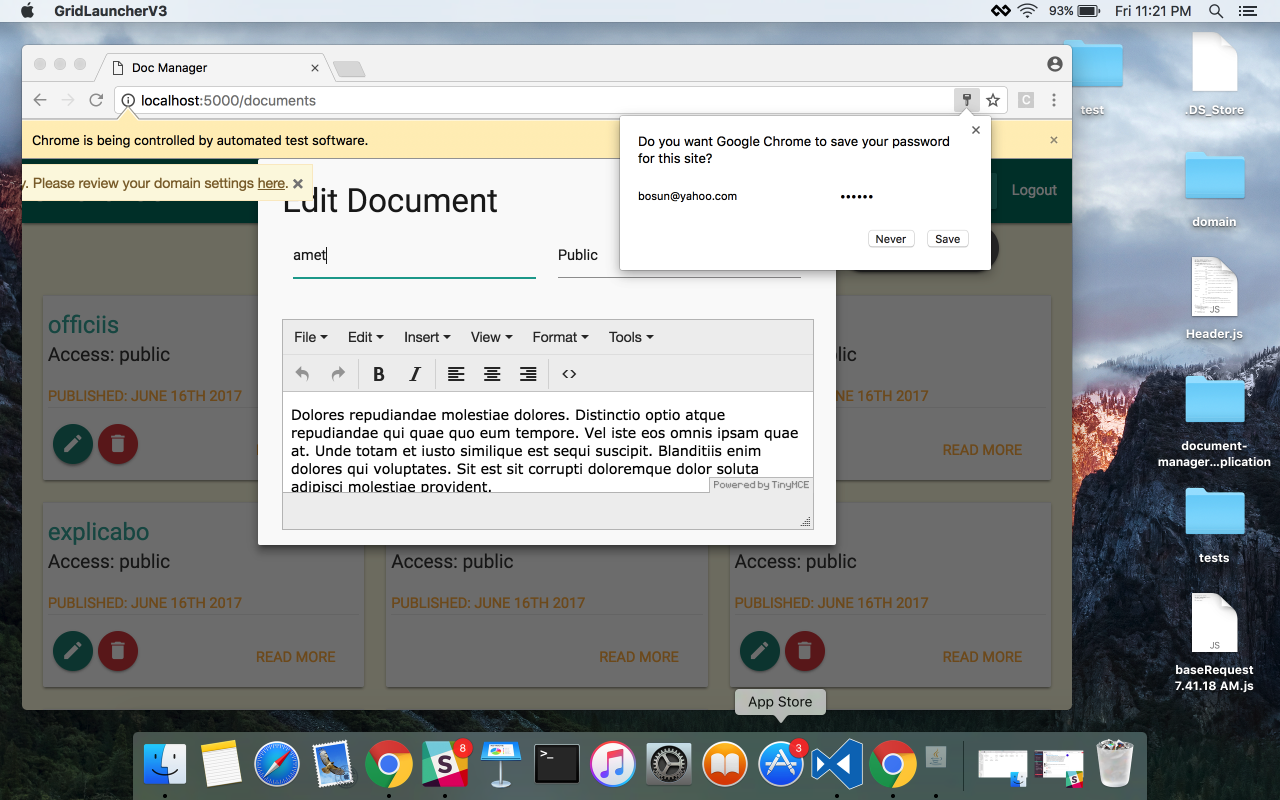 GridLauncherV3
93%
Fri 11:21 PM
Doc Manager
localhost:5000/documents
C
Chrome is being controlled by automated test software.
Do you want Google Chrome to save your password
for this site?
bosun@yahoo.com
••••••
Never
Save
y. Please review your domain settings here.
Logout
Edit Document
amet
Public
File
Edit
Insert
View
Format
Tools
B
I
<>
Dolores repudiandae molestiae dolores. Distinctio optio atque
repudiandae qui quae quo eum tempore. Vel iste eos omnis ipsam quae
at. Unde totam et iusto similique est sequi suscipit. Blanditiis enim
dolores qui voluptates. Sit est sit corrupti doloremque dolor soluta
adipisci molestiae provident.
Powered by TinyMCE
officiis
Access: public
PUBLISHED: JUNE 16TH 2017
READ MORE
explicabo
Access: public
PUBLISHED: JUNE 16TH 2017
READ MORE
Access: public
PUBLISHED: JUNE 16TH 2017
READ MORE
Access: public
PUBLISHED: JUNE 16TH 2017
READ MORE
test
.DS_Store
domain
JS
Header.js
document-
manager...plication
tests
JS
baseRequest
7.41.18 AM.js
App Store
8
S
>_
3
S